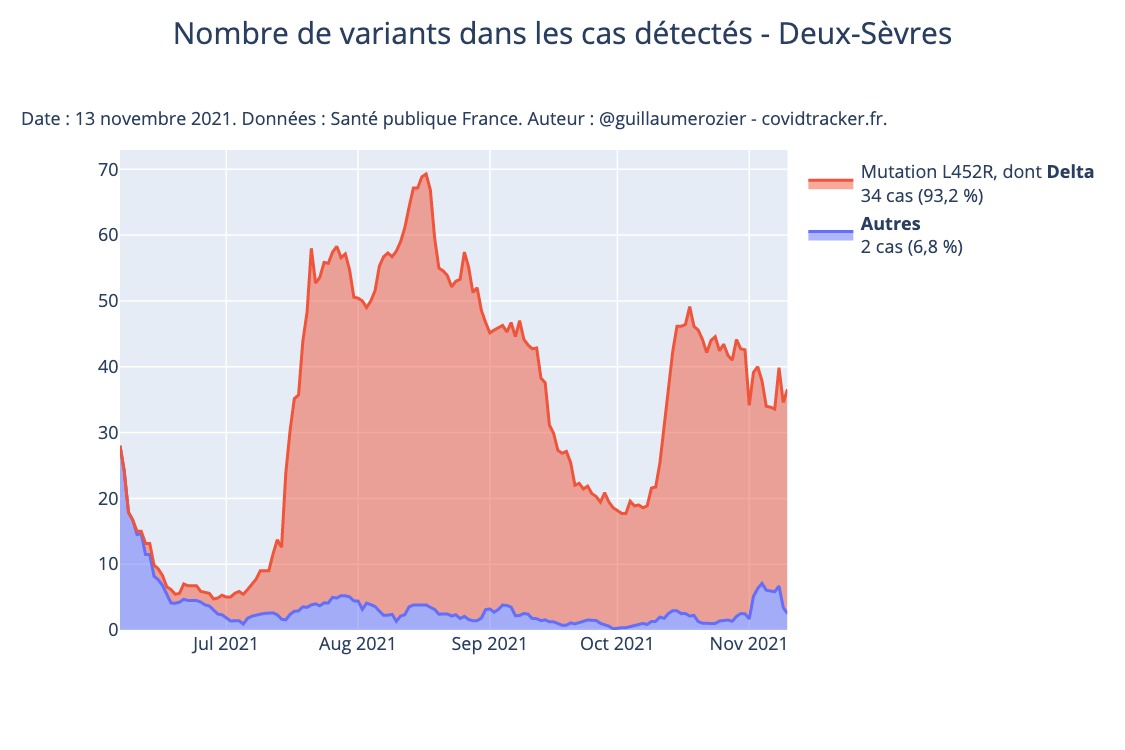 Nombre de variants dans les cas détectés - Deux-Sèvres
Date : 13 novembre 2021. Données : Santé publique France. Auteur : @guillaumerozier - covidtracker.fr.
70
60
50
40
30
20
10
0
Jul 2021
Aug 2021
Sep 2021
Oct 2021
Nov 2021
Mutation L452R, dont Delta
34 cas (93,2 %)
Autres
2 cas (6,8 %)